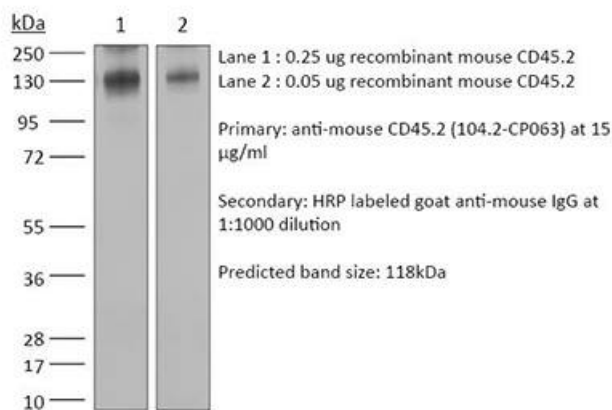 kDa
1 2
250
130
95
72
55
36
28
17
10
Lane 1 : 0.25 ug recombinant mouse CD45.2
Lane 2 : 0.05 ug recombinant mouse CD45.2
Primary: anti-mouse CD45.2 (104.2-CP063) at 15
µg/ml
Secondary: HRP labeled goat anti-mouse IgG at
1:1000 dilution
Predicted band size: 118kDa